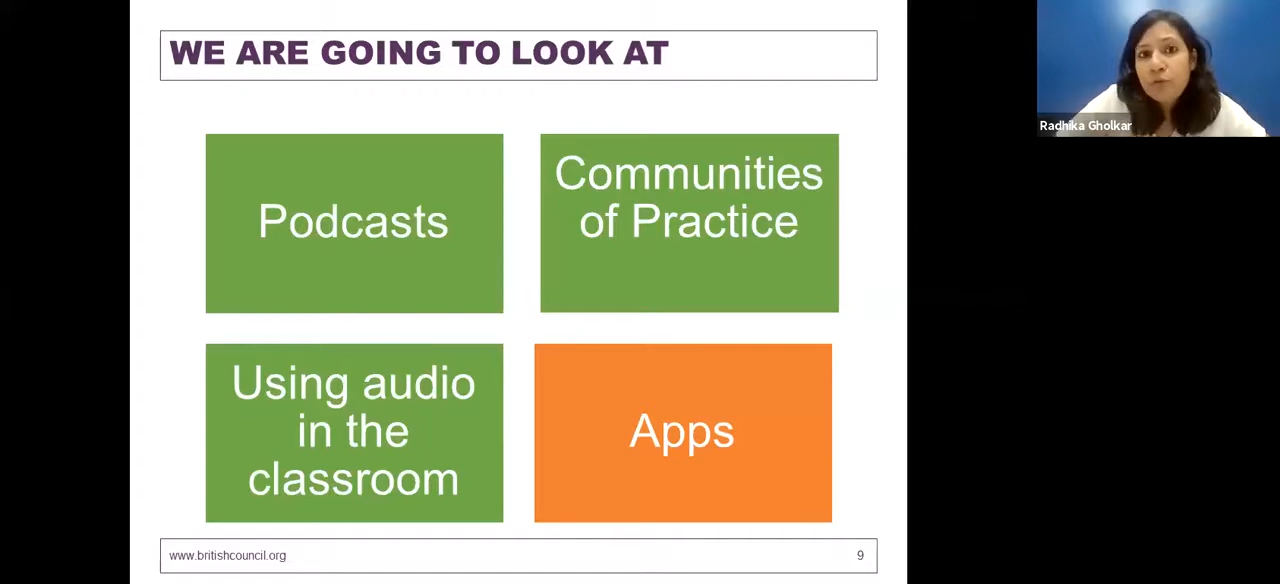 WE ARE GOING TO LOOK AT
Podcasts
Communities
of Practice
Using audio
in the
classroom
Apps
www.britishcouncil.org
9
Radhika Gholkar